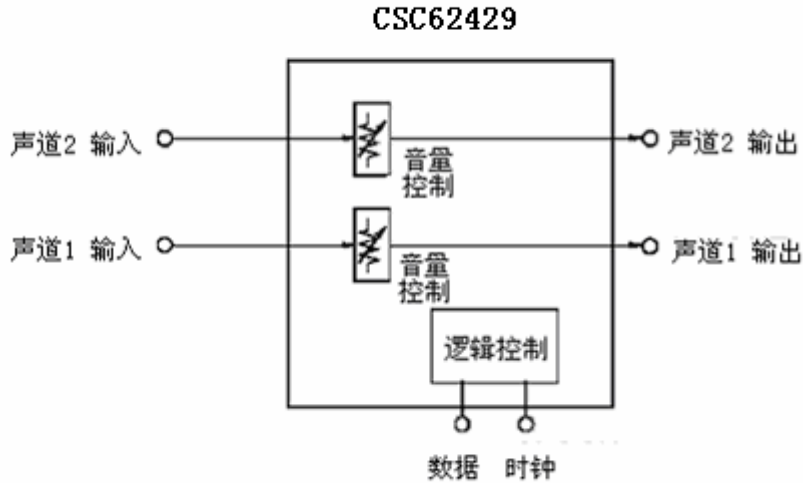 CSC62429
声道2 输入
音量
控制
声道2 输出
声道1 输入
音量
控制
声道1 输出
逻辑控制
数据 时钟